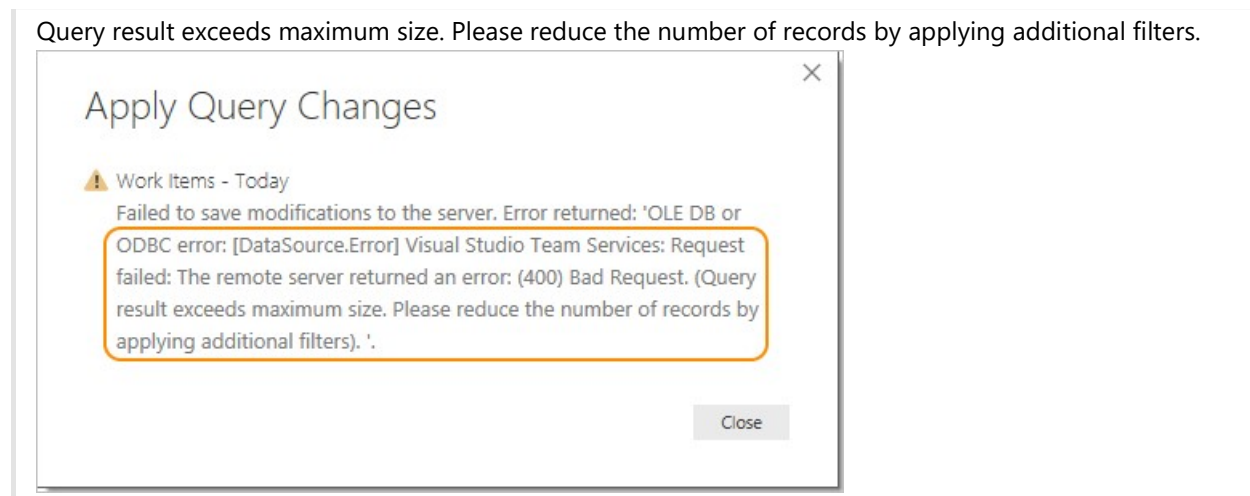 Query result exceeds maximum size. Please reduce the number of records by applying additional filters.
Apply Query Changes
Work Items - Today
Failed to save modifications to the server. Error returned: 'OLE DB or
ODBC error: [DataSource.Error] Visual Studio Team Services: Request
failed: The remote server returned an error: (400) Bad Request. (Query
result exceeds maximum size. Please reduce the number of records by
applying additional filters). '.
Close